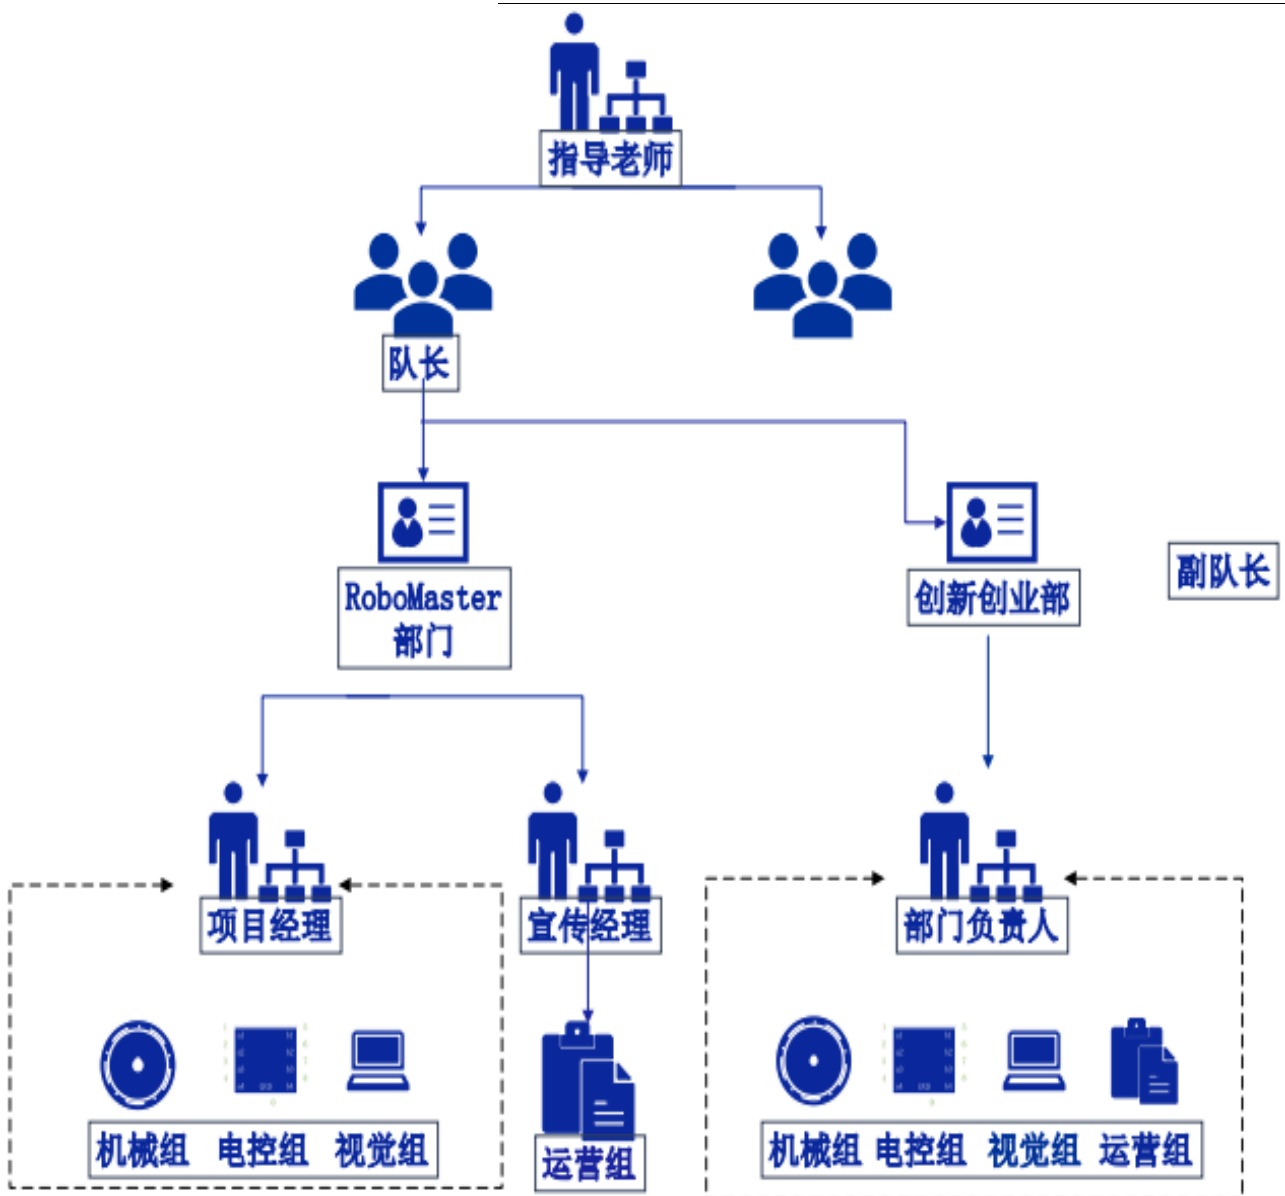 指导老师
队长
RoboMaster
部门
创新创业部
副队长
项目经理
宣传经理
部门负责人
机械组 电控组 视觉组
运营组
机械组 电控组 视觉组 运营组